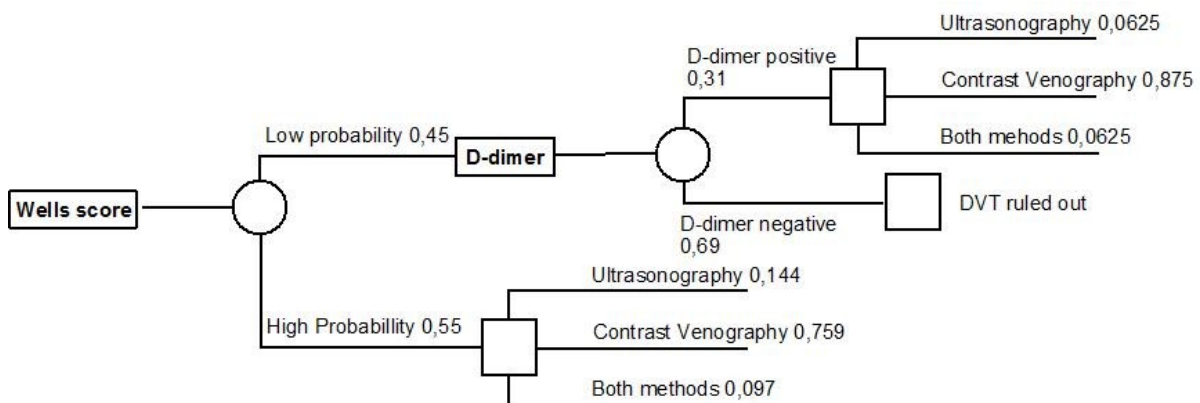 Ultrasonography 0,0625
D-dimer positive
0,31
Contrast Venography 0,875
Low probability 0,45
D-dimer
Both mehods 0,0625
Wells score
DVT ruled out
D-dimer negative
0,69
Ultrasonography 0,144
High Probabillity 0,55
Contrast Venography 0,759
Both methods 0,097